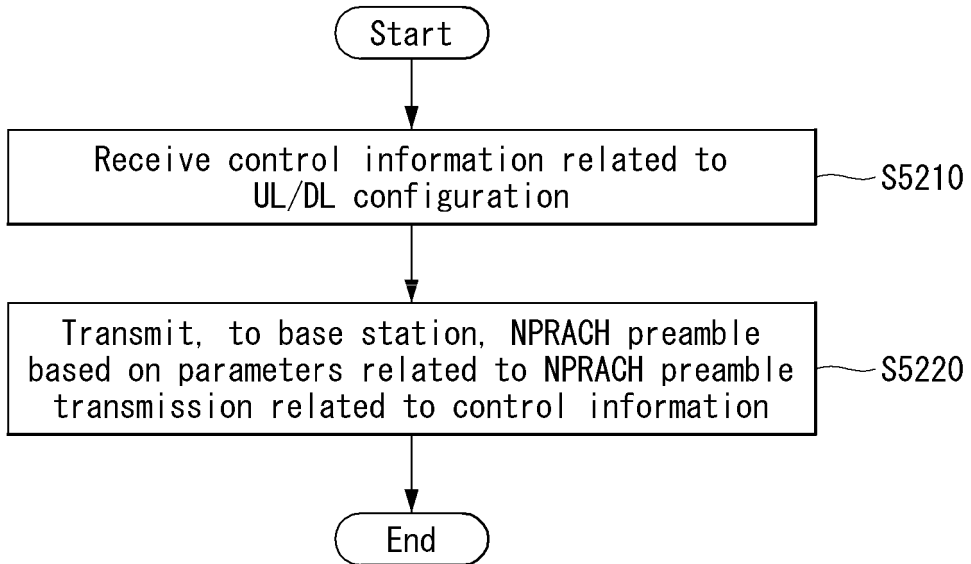 Start
Receive control information related to
UL/DL configuration
S5210
Transmit, to base station, NPRACH preamble
based on parameters related to NPRACH preamble
transmission related to control information
S5220
End